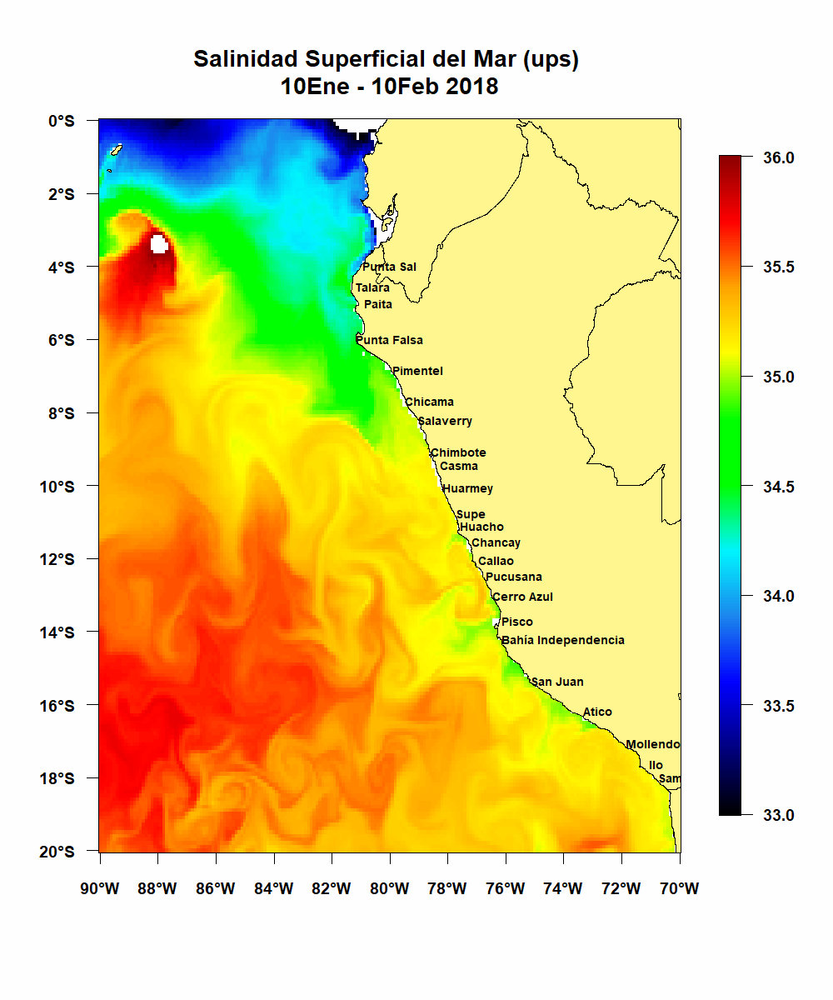 Salinidad Superficial del Mar (ups)
10Ene - 10Feb 2018
0°S
2°S
4°S
6°S
8°S
10°S
12°S
14°S
16°S
18°S
20°S
Punta Sal
Talara
Paita
Punta Falsa
Pimentel
Chicama
Salaverry
Chimbote
Casma
Huarmey
Supe
Huacho
Chancay
Callao
Pucusana
Cerro Azul
Pisco
Bahía Independencia
San Juan
Atico
Mollendo
Ilo
Sam
36.0
35.5
35.0
34.5
34.0
33.5
33.0
90°W 88°W 86°W 84°W 82°W 80°W 78°W 76°W 74°W 72°W 70°W